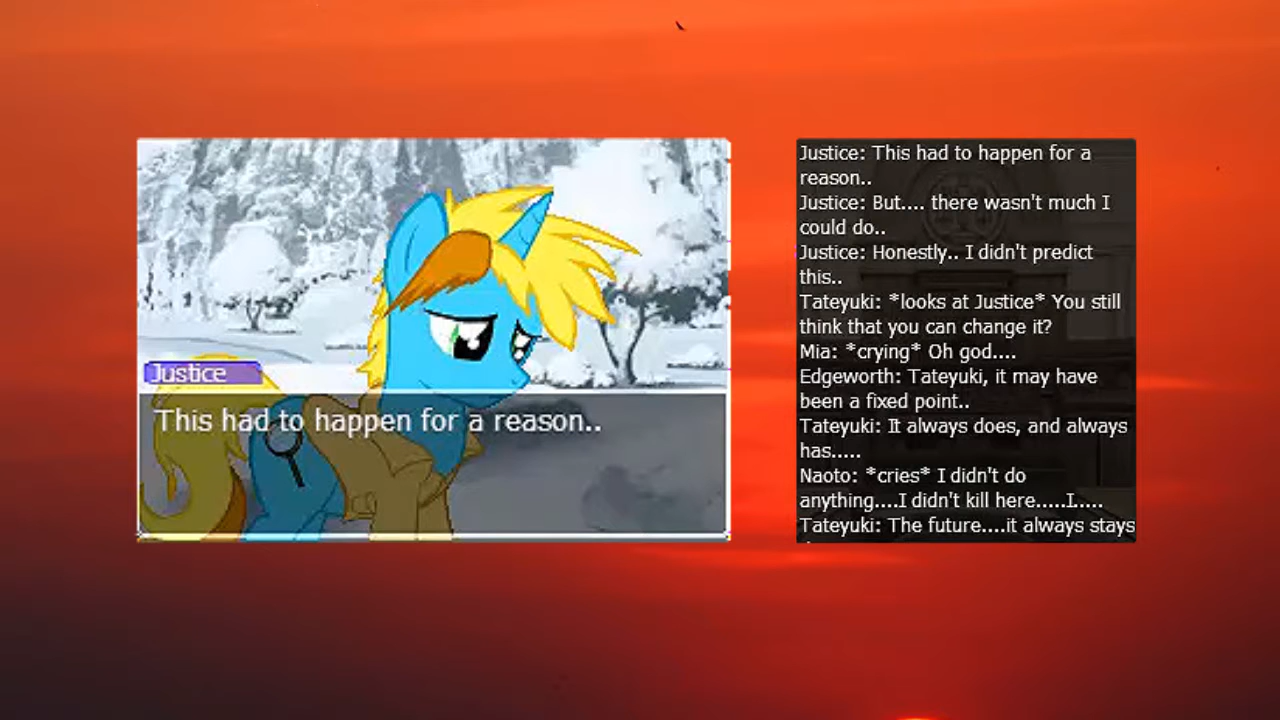 Justice
This had to happen for a reason..
Justice: This had to happen for a
reason..
Justice: But.... there wasn't much I
could do..
Justice: Honestly.. I didn't predict
this..
Tateyuki: *looks at Justice* You still
think that you can change it?
Mia: *crying* Oh god....
Edgeworth: Tateyuki, it may have
been a fixed point..
Tateyuki: It always does, and always
has.....
Naoto: *cries* I didn't do
anything....I didn't kill here.....I.....
Tateyuki: The future....it always stays